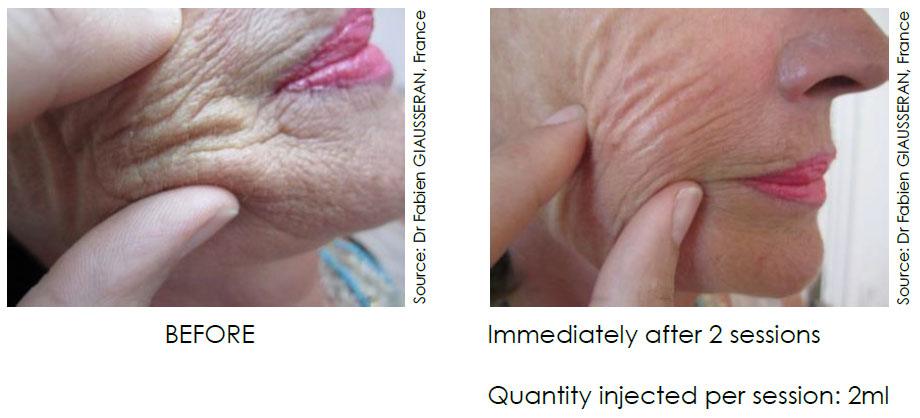 Source: Dr Fabien GIAUSSERAN, France
Source: Dr Fabien GIAUSSERAN, France
BEFORE
Immediately after 2 sessions
Quantity injected per session: 2ml